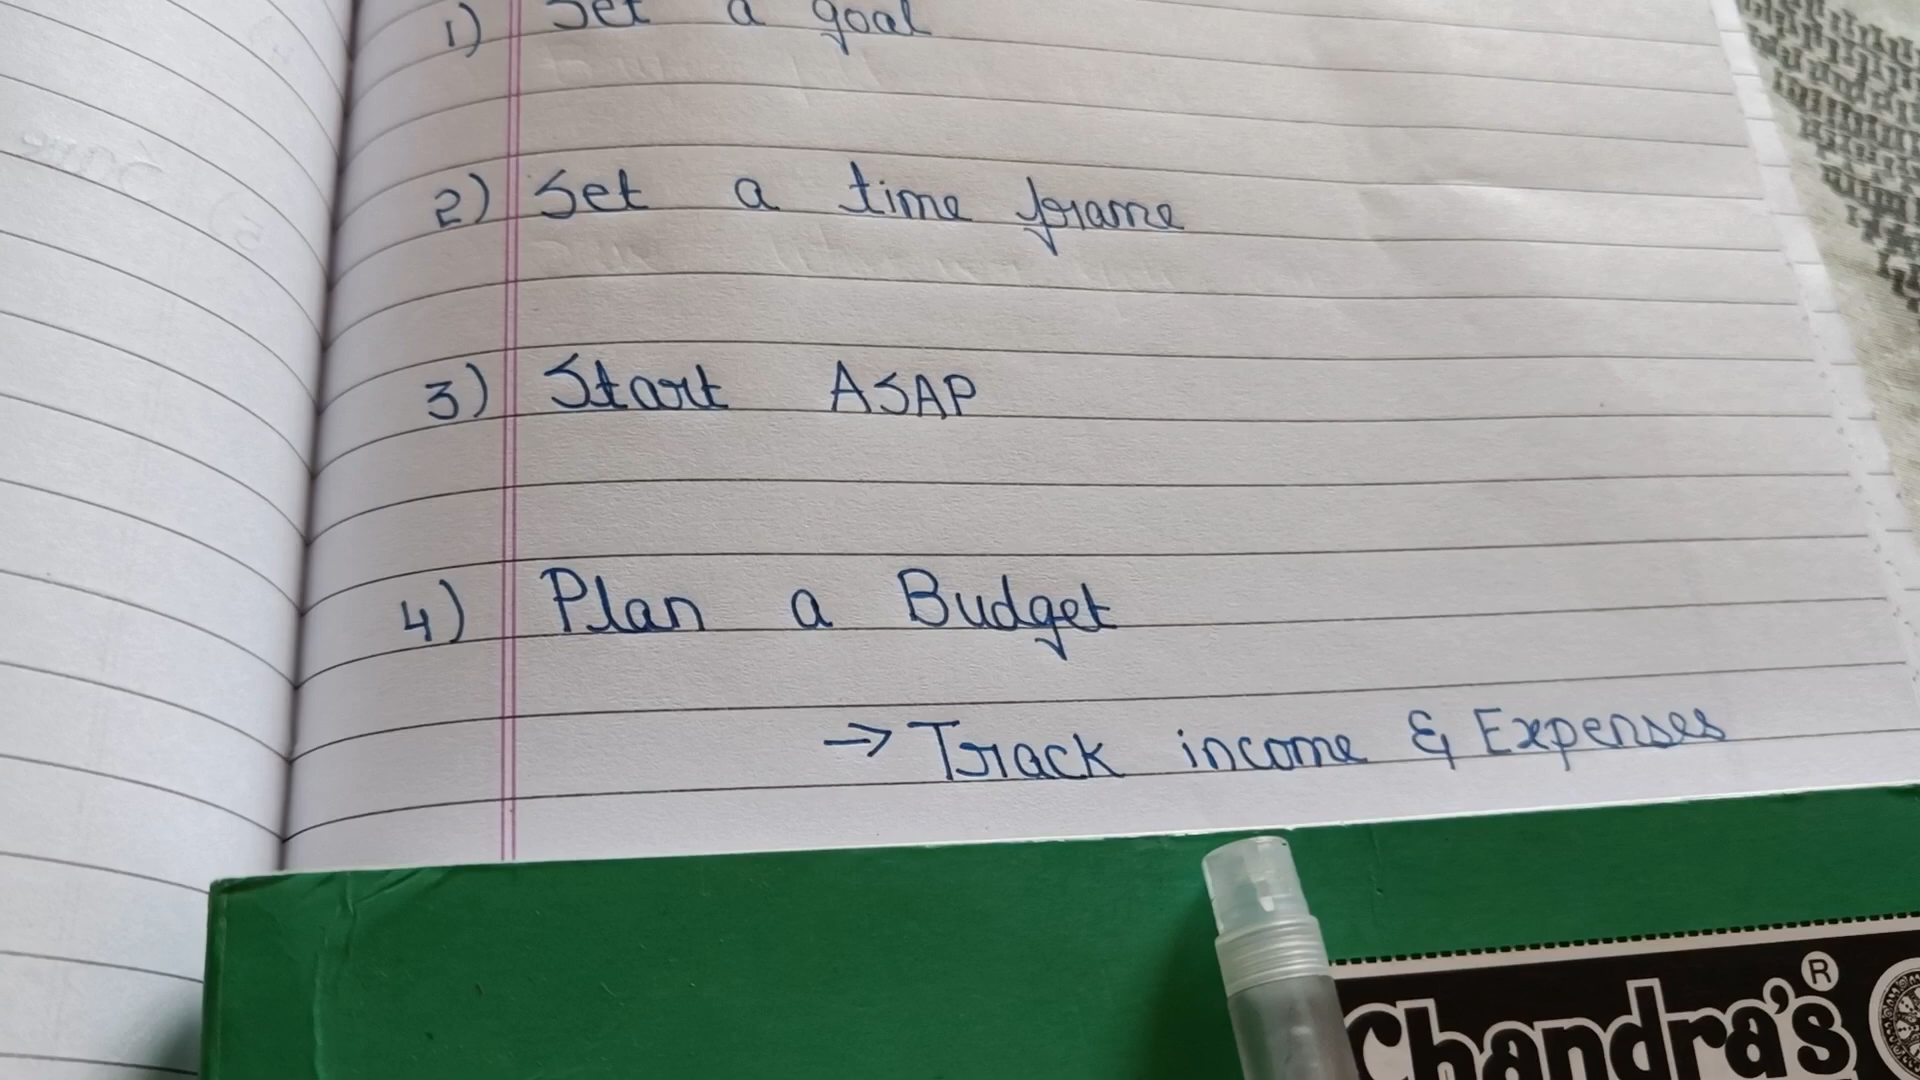 1) Set a goal
2) Set a time frame
3) Start ASAP
4) Plan a Budget
→ Track income & Expenses
Chandra's®